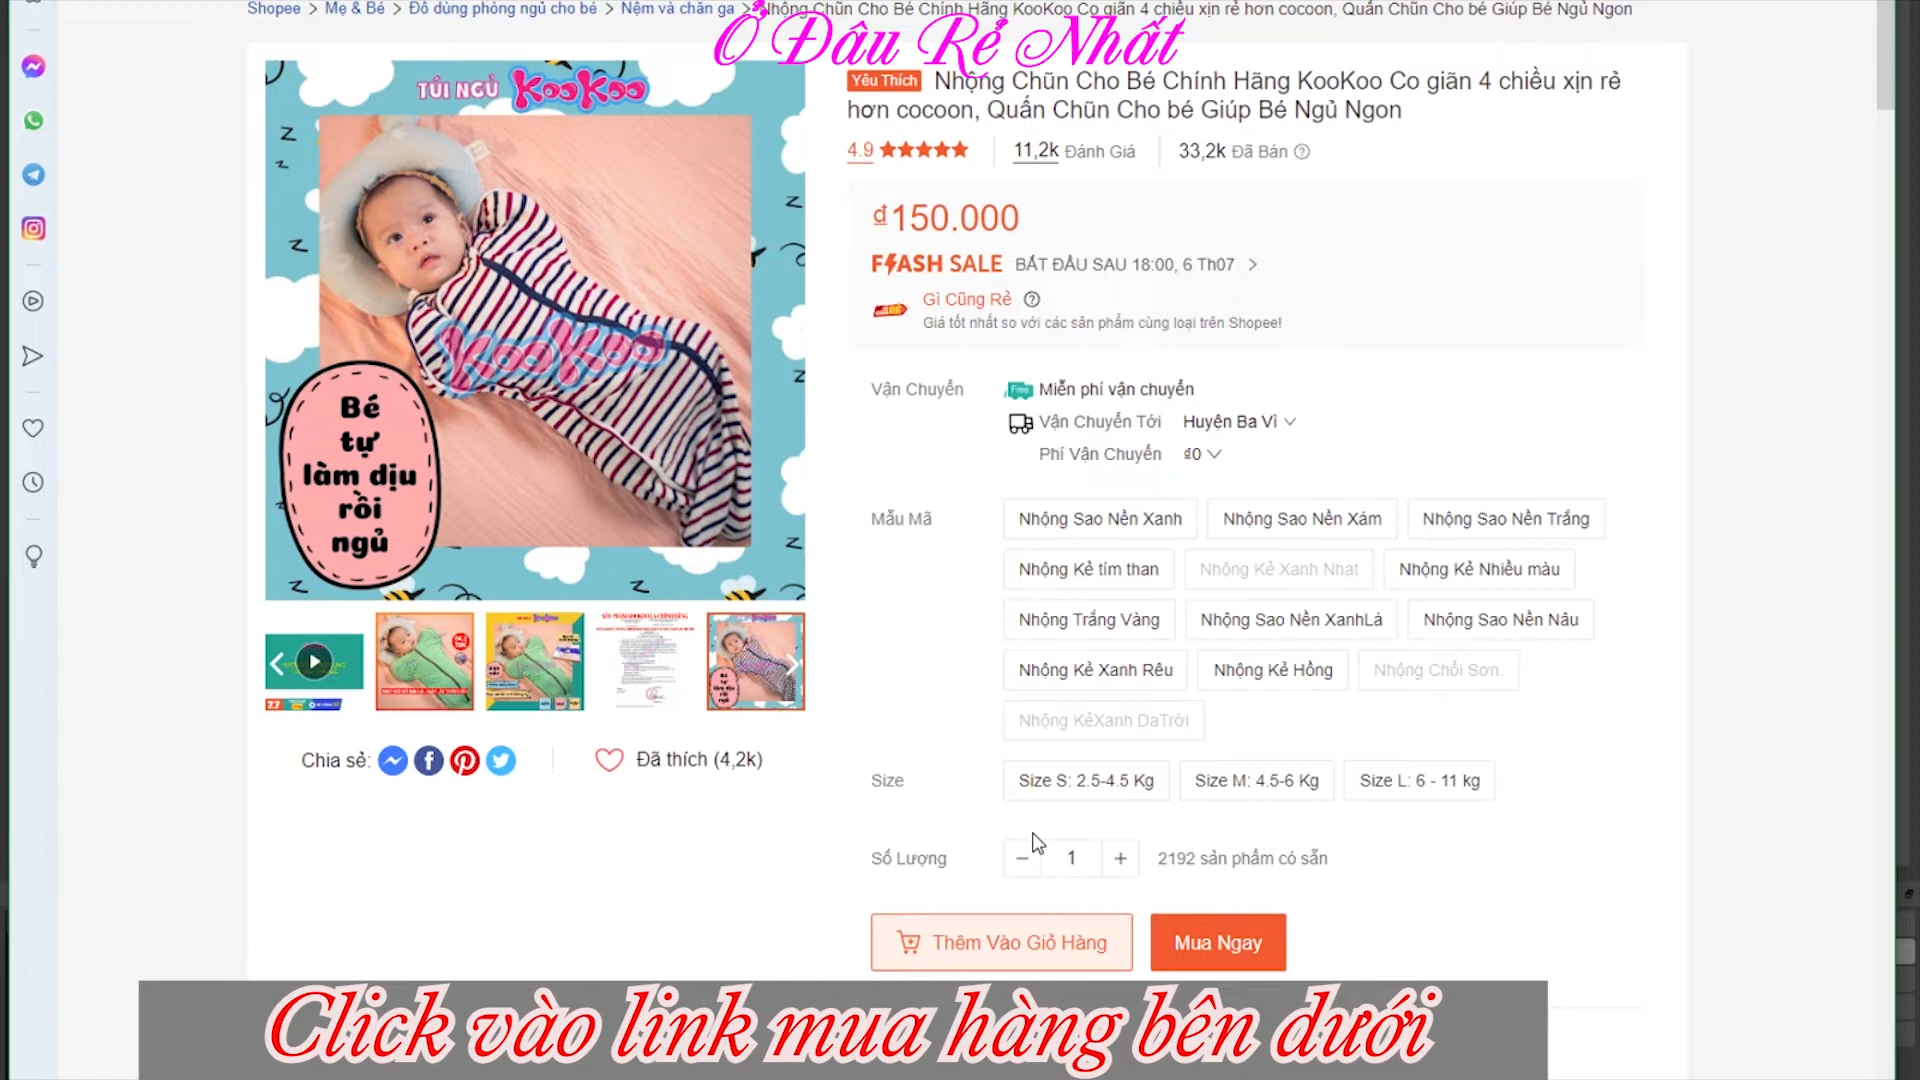 Shopee > Mẹ & Bé > Đồ dùng phòng ngủ cho bé > Nệm và chăn ga > Nhộng Chũn Cho Bé Chính Hãng KooKoo Co giãn 4 chiều xịn rẻ hơn cocoon, Quấn Chũn Cho bé Giúp Bé Ngủ Ngon
Ở Đâu Rẻ Nhất
TÚI NGỦ KooKoo
KooKoo
Bé
tự
làm dịu
rồi
ngủ
Chia sẻ:
Đã thích (4,2k)
Yêu Thích Nhộng Chũn Cho Bé Chính Hãng KooKoo Co giãn 4 chiều xịn rẻ
hơn cocoon, Quấn Chũn Cho bé Giúp Bé Ngủ Ngon
4.9 11,2k Đánh Giá 33,2k Đã Bán
₫150.000
FLASH SALE BẮT ĐẦU SAU 18:00, 6 Th07 >
Gì Cũng Rẻ
Giá tốt nhất so với các sản phẩm cùng loại trên Shopee!
Vận Chuyển Miễn phí vận chuyển
Vận Chuyển Tới Huyện Ba Vì
Phí Vận Chuyển ₫0
Mẫu Mã Nhộng Sao Nền Xanh Nhộng Sao Nền Xám Nhộng Sao Nền Trắng
Nhộng Kẻ tím than Nhộng Kẻ Xanh Nhạt Nhộng Kẻ Nhiều màu
Nhộng Trắng Vàng Nhộng Sao Nền XanhLá Nhộng Sao Nền Nâu
Nhộng Kẻ Xanh Rêu Nhộng Kẻ Hồng Nhộng Chổi Sơn.
Nhộng KẻXanh DaTrời
Size Size S: 2.5-4.5 Kg Size M: 4.5-6 Kg Size L: 6 - 11 kg
Số Lượng − 1 + 2192 sản phẩm có sẵn
Thêm Vào Giỏ Hàng Mua Ngay
Click vào link mua hàng bên dưới